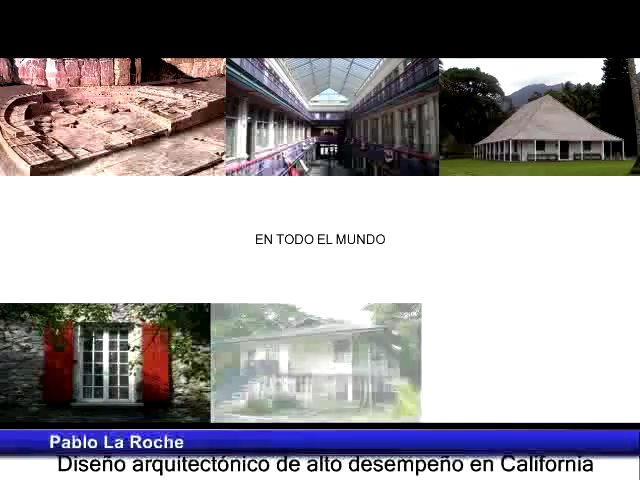 EN TODO EL MUNDO
Pablo La Roche
Diseño arquitectónico de alto desempeño en California